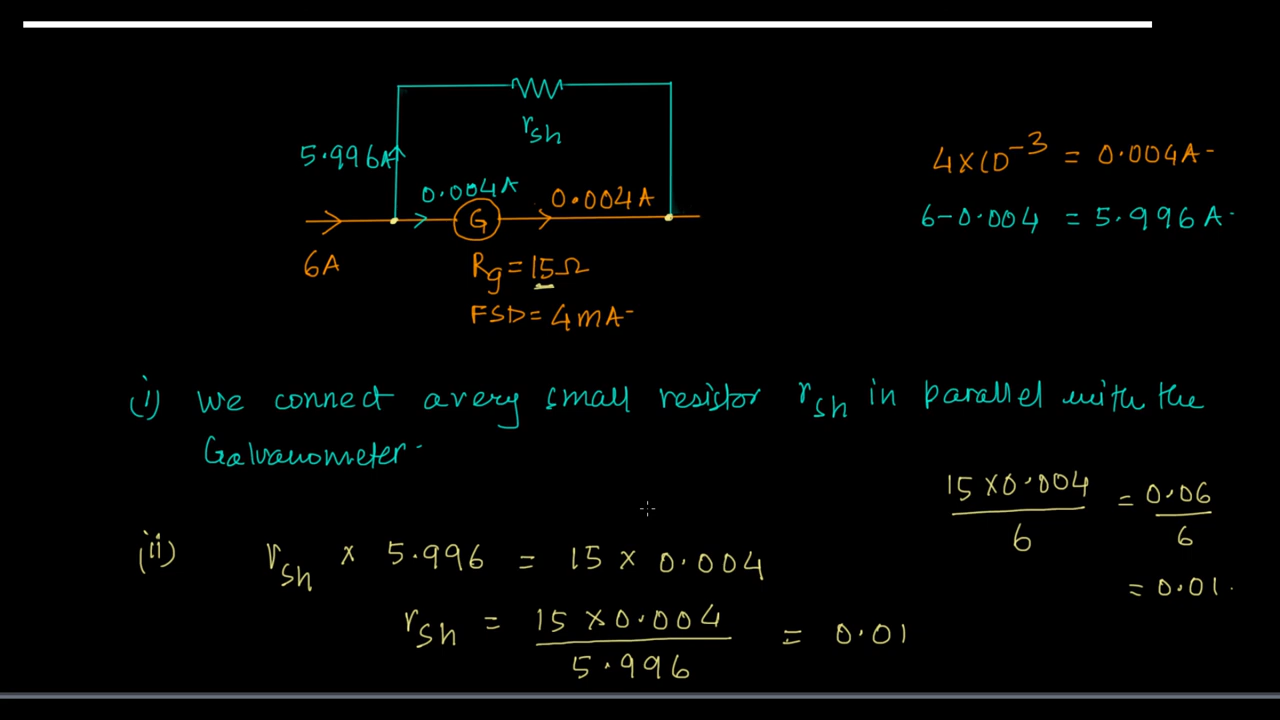 r_sh
5.996A
0.004A
0.004A
G
6A
R_g = 15Ω
FSD = 4mA
4×10^-3 = 0.004A
6-0.004 = 5.996A
(i) We connect a very small resistor r_sh in parallel with the
Galvanometer.
(ii) r_sh × 5.996 = 15 × 0.004
r_sh = 15 × 0.004 / 5.996 = 0.01
15 × 0.004 / 6 = 0.06 / 6
= 0.01.